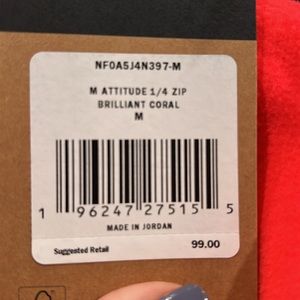 NF0A5J4N397-M
M ATTITUDE 1/4 ZIP
BRILLIANT CORAL
M
1 96247 27515 5
MADE IN JORDAN
Suggested Retail 99.00